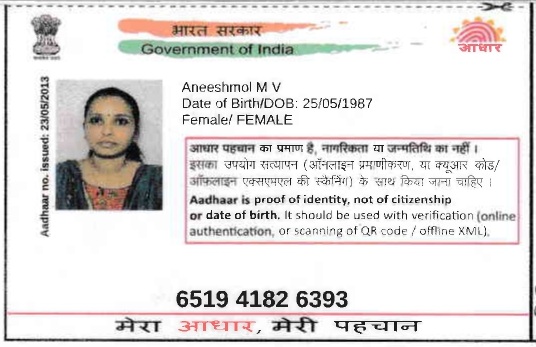 भारत सरकार
Government of India
आधार
Aadhaar no. issued: 23/05/2013
Aneeshmol M V
Date of Birth/DOB: 25/05/1987
Female/ FEMALE
आधार पहचान का प्रमाण है, नागरिकता या जन्मतिथि का नहीं ।
इसका उपयोग सत्यापन (ऑनलाइन प्रमाणीकरण, या क्यूआर कोड/
ऑफ़लाइन एक्सएमएल की स्कैनिंग) के साथ किया जाना चाहिए ।
Aadhaar is proof of identity, not of citizenship
or date of birth. It should be used with verification (online
authentication, or scanning of QR code / offline XML).
6519 4182 6393
मेरा आधार, मेरी पहचान